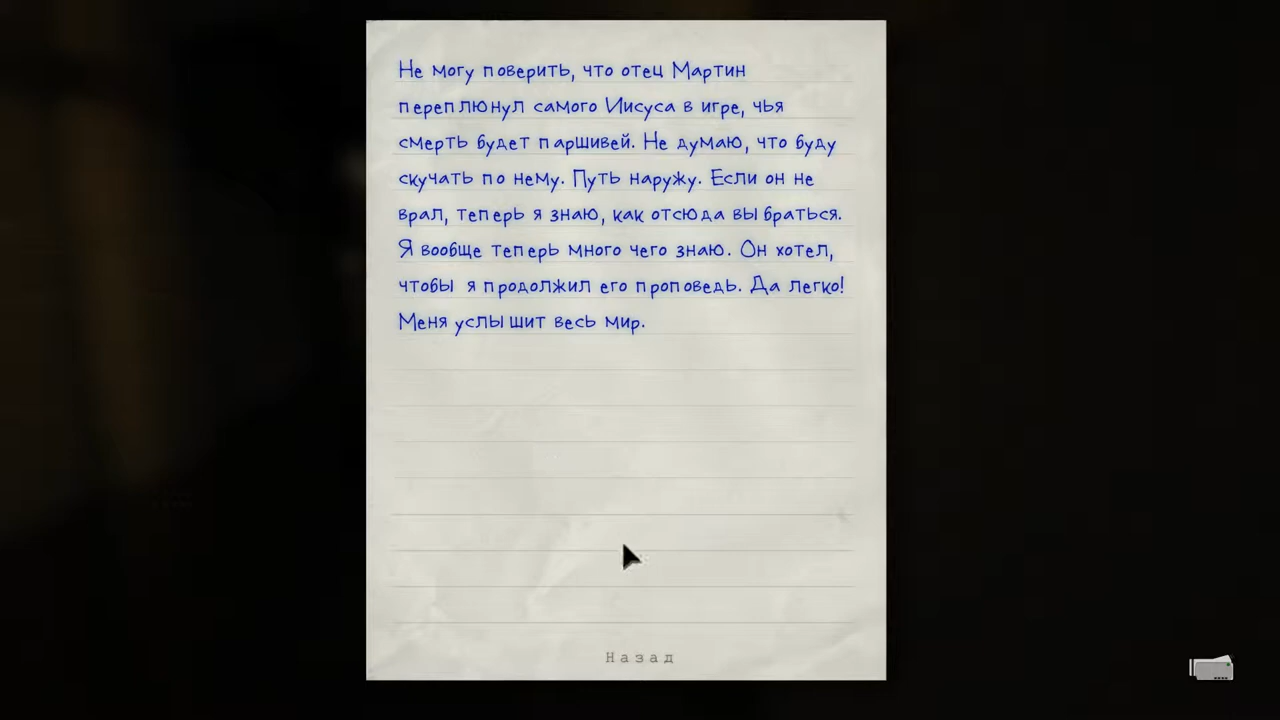 Не могу поверить, что отец Мартин
переплюнул самого Иисуса в игре, чья
смерть будет паршивей. Не думаю, что буду
скучать по нему. Путь наружу. Если он не
врал, теперь я знаю, как отсюда выбраться.
Я вообще теперь много чего знаю. Он хотел,
чтобы я продолжил его проповедь. Да легко!
Меня услышит весь мир.
Назад